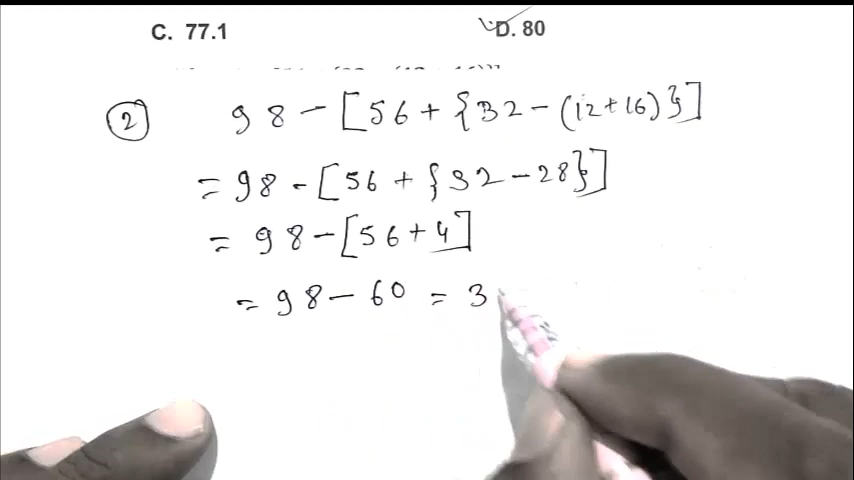 C. 77.1 D. 80
2 98 - [56 + {32 - (12 + 16)}]
= 98 - [56 + {32 - 28}]
= 98 - [56 + 4]
= 98 - 60 = 3